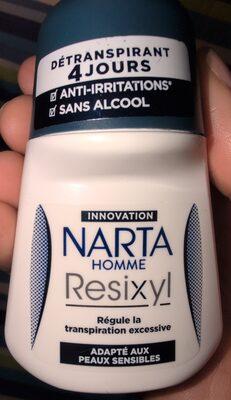 DÉTRANSPIRANT
4 JOURS
ANTI-IRRITATIONS*
SANS ALCOOL
INNOVATION
NARTA
HOMME
Resixyl
Régule la
transpiration excessive
ADAPTÉ AUX
PEAUX SENSIBLES